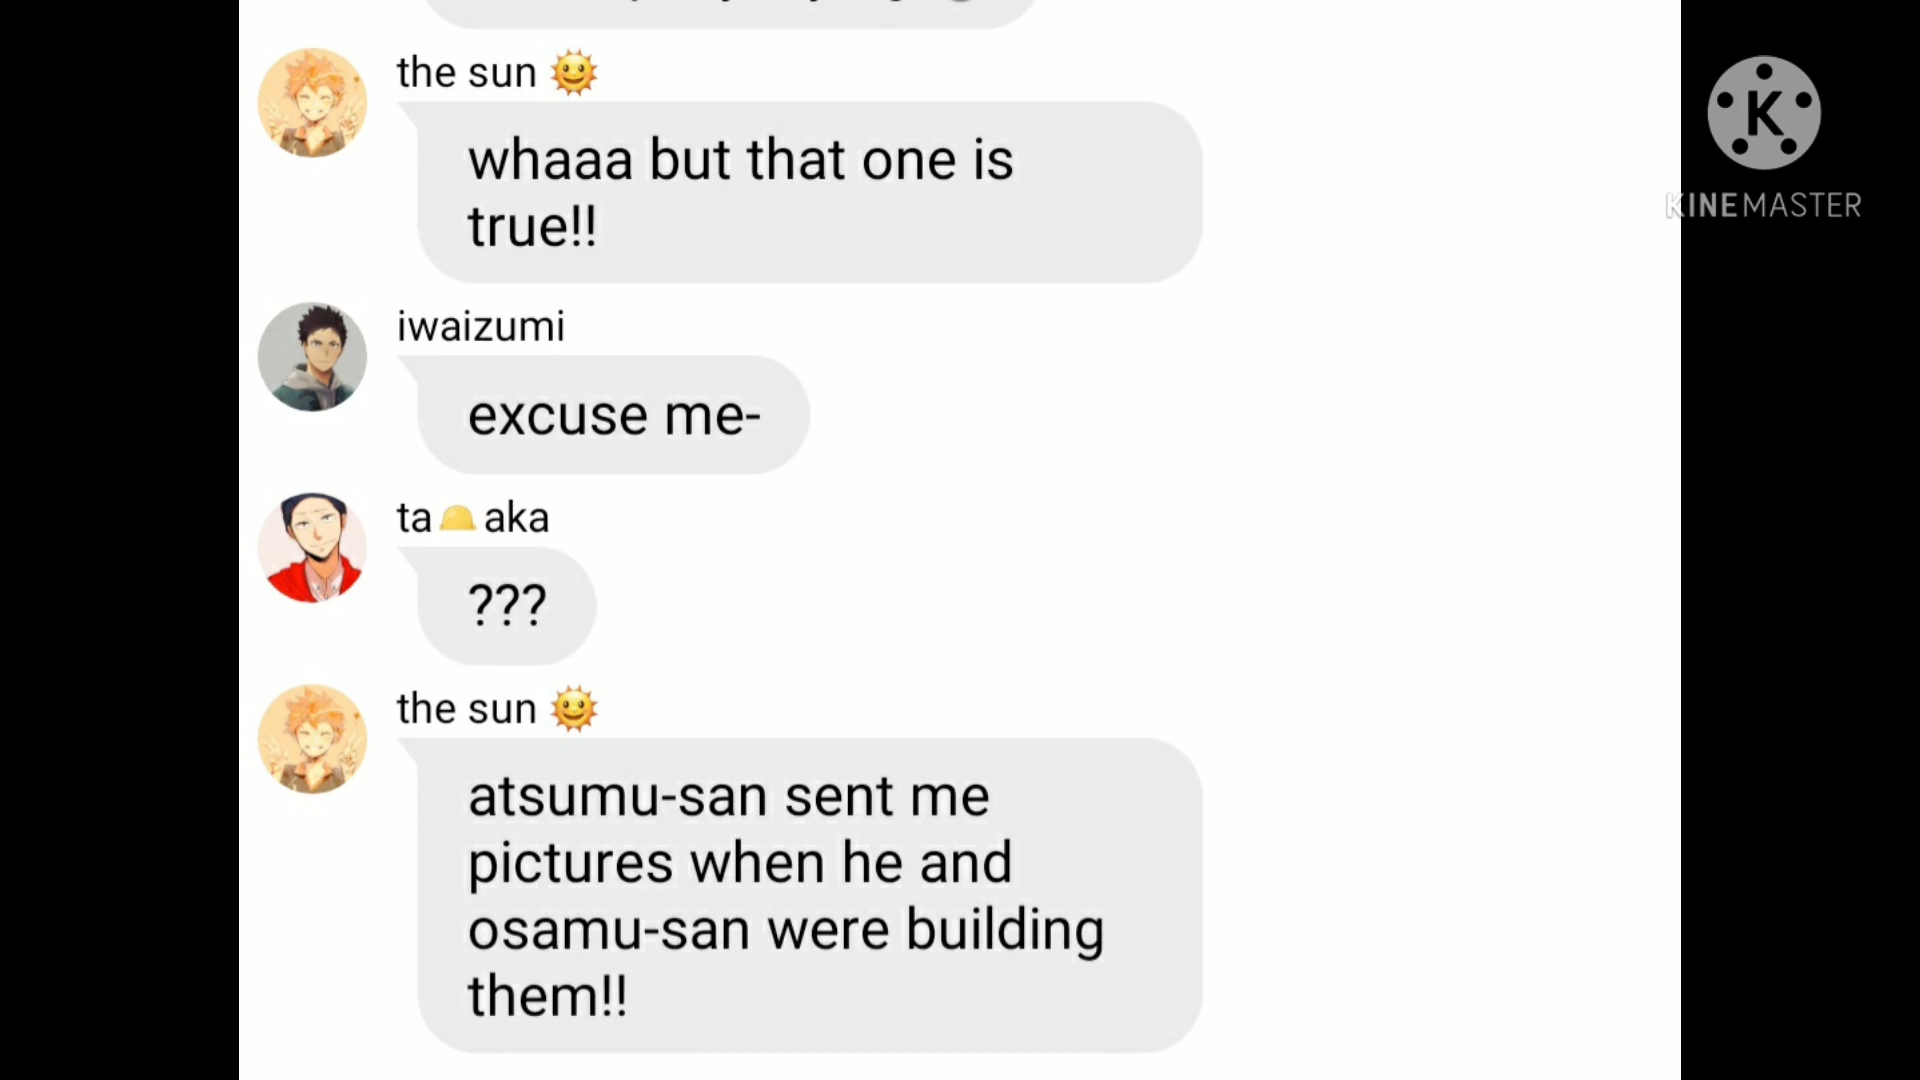 the sun 🌞
whaaa but that one is
true!!
iwaizumi
excuse me-
ta aka
???
the sun 🌞
atsumu-san sent me
pictures when he and
osamu-san were building
them!!
K
KINEMASTER